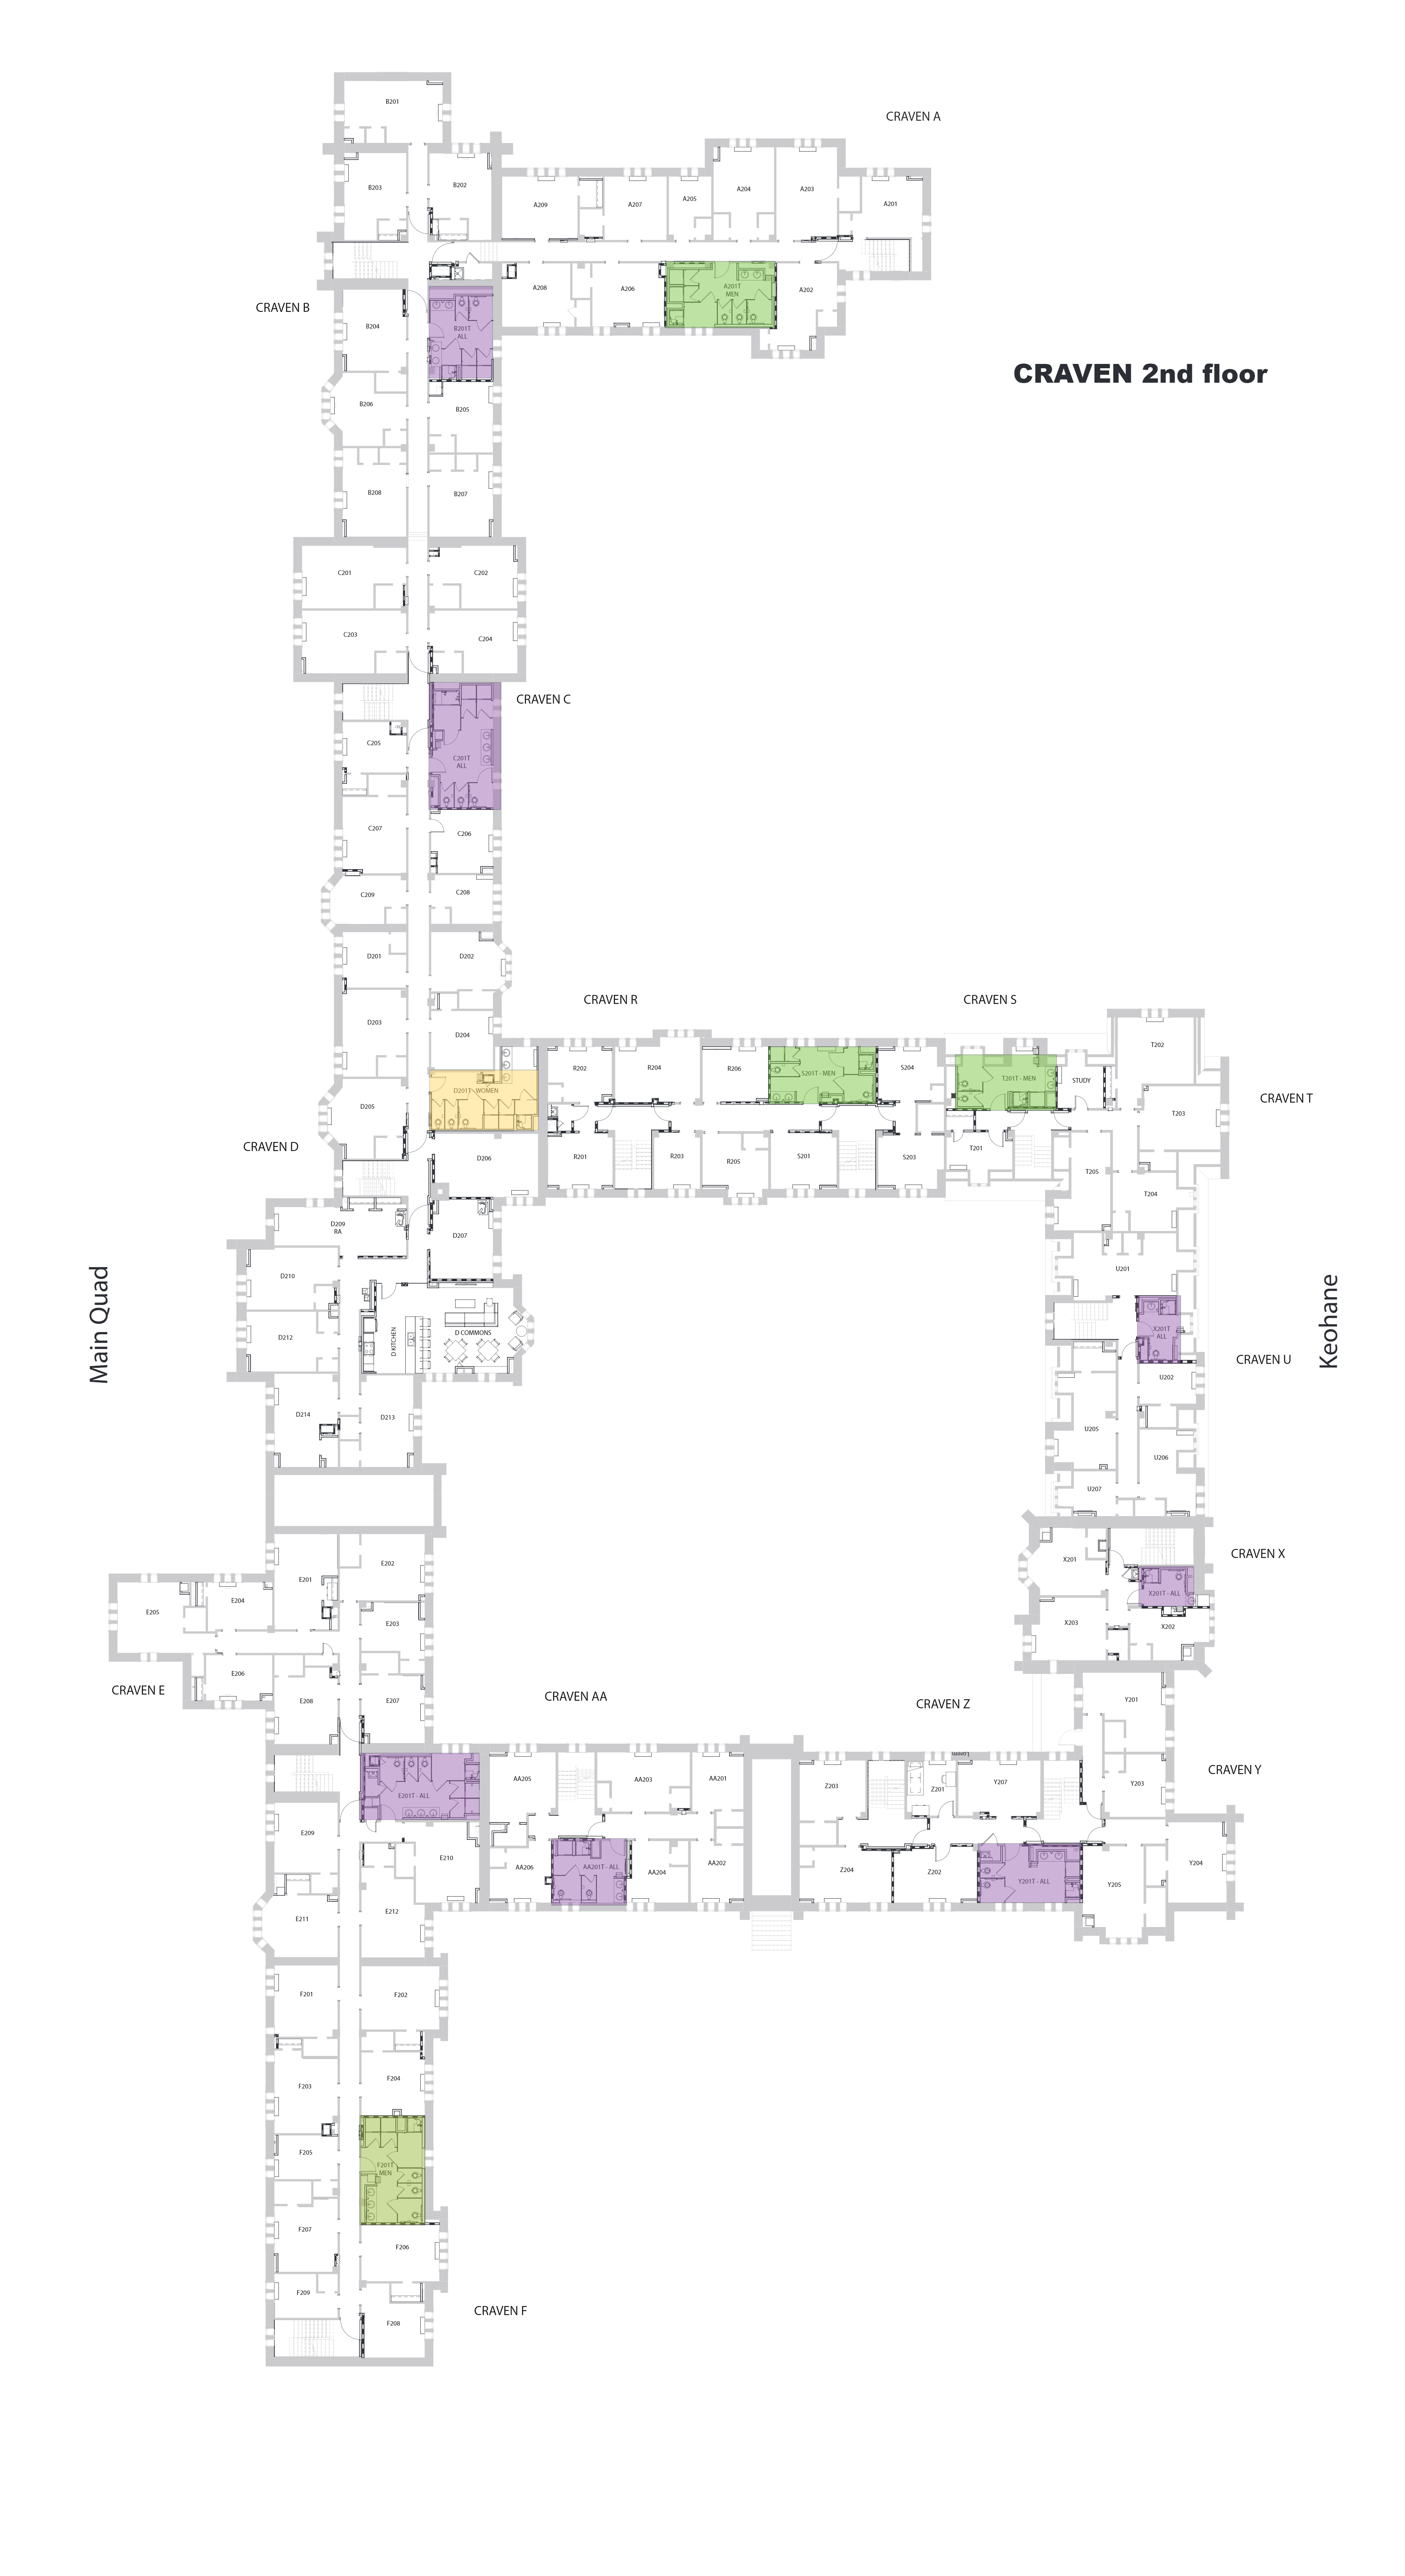 CRAVEN A
B201
B203
B202
A209
A207
A205
A204
A203
A201
A208
A206
A201T
MEN
A202
CRAVEN B
B204
B201T
ALL
CRAVEN 2nd floor
B206
B205
B208
B207
C201
C202
C203
C204
CRAVEN C
C205
C201T
ALL
C207
C206
C209
C208
D201
D202
D203
D204
CRAVEN R
CRAVEN S
D201T WOMEN
D205
D206
CRAVEN D
R202
R204
R206
S201T - MEN
S204
T201T - MEN
STUDY
T202
T203
CRAVEN T
R201
R203
R205
S201
S203
T201
T205
T204
D209
RA
D207
D210
D212
D KITCHEN
D COMMONS
D214
D213
Main Quad
Keohane
U201
X201T
ALL
CRAVEN U
U202
U205
U206
U207
CRAVEN X
X201
X201T - ALL
X203
X202
E201
E202
E205
E204
E203
E206
E208
E207
CRAVEN E
CRAVEN AA
CRAVEN Z
Y201
CRAVEN Y
E201T - ALL
AA205
AA203
AA201
Z203
Z201
Y207
Y203
E209
E210
AA206
AA201T - ALL
AA204
AA202
Z204
Z202
Y201T - ALL
Y205
Y204
E211
E212
F201
F202
F203
F204
F205
F201T
MEN
F207
F206
F209
F208
CRAVEN F